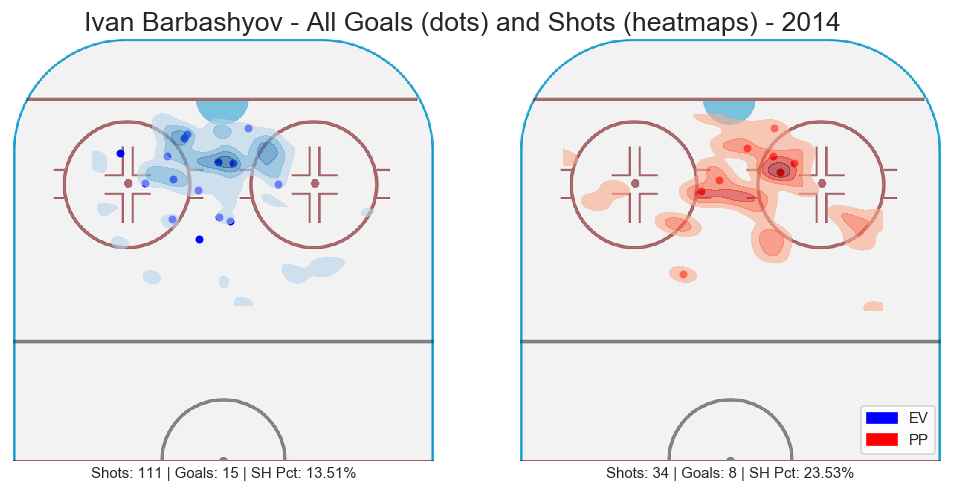 Ivan Barbashyov - All Goals (dots) and Shots (heatmaps) - 2014
EV
PP
Shots: 111 | Goals: 15 | SH Pct: 13.51%
Shots: 34 | Goals: 8 | SH Pct: 23.53%